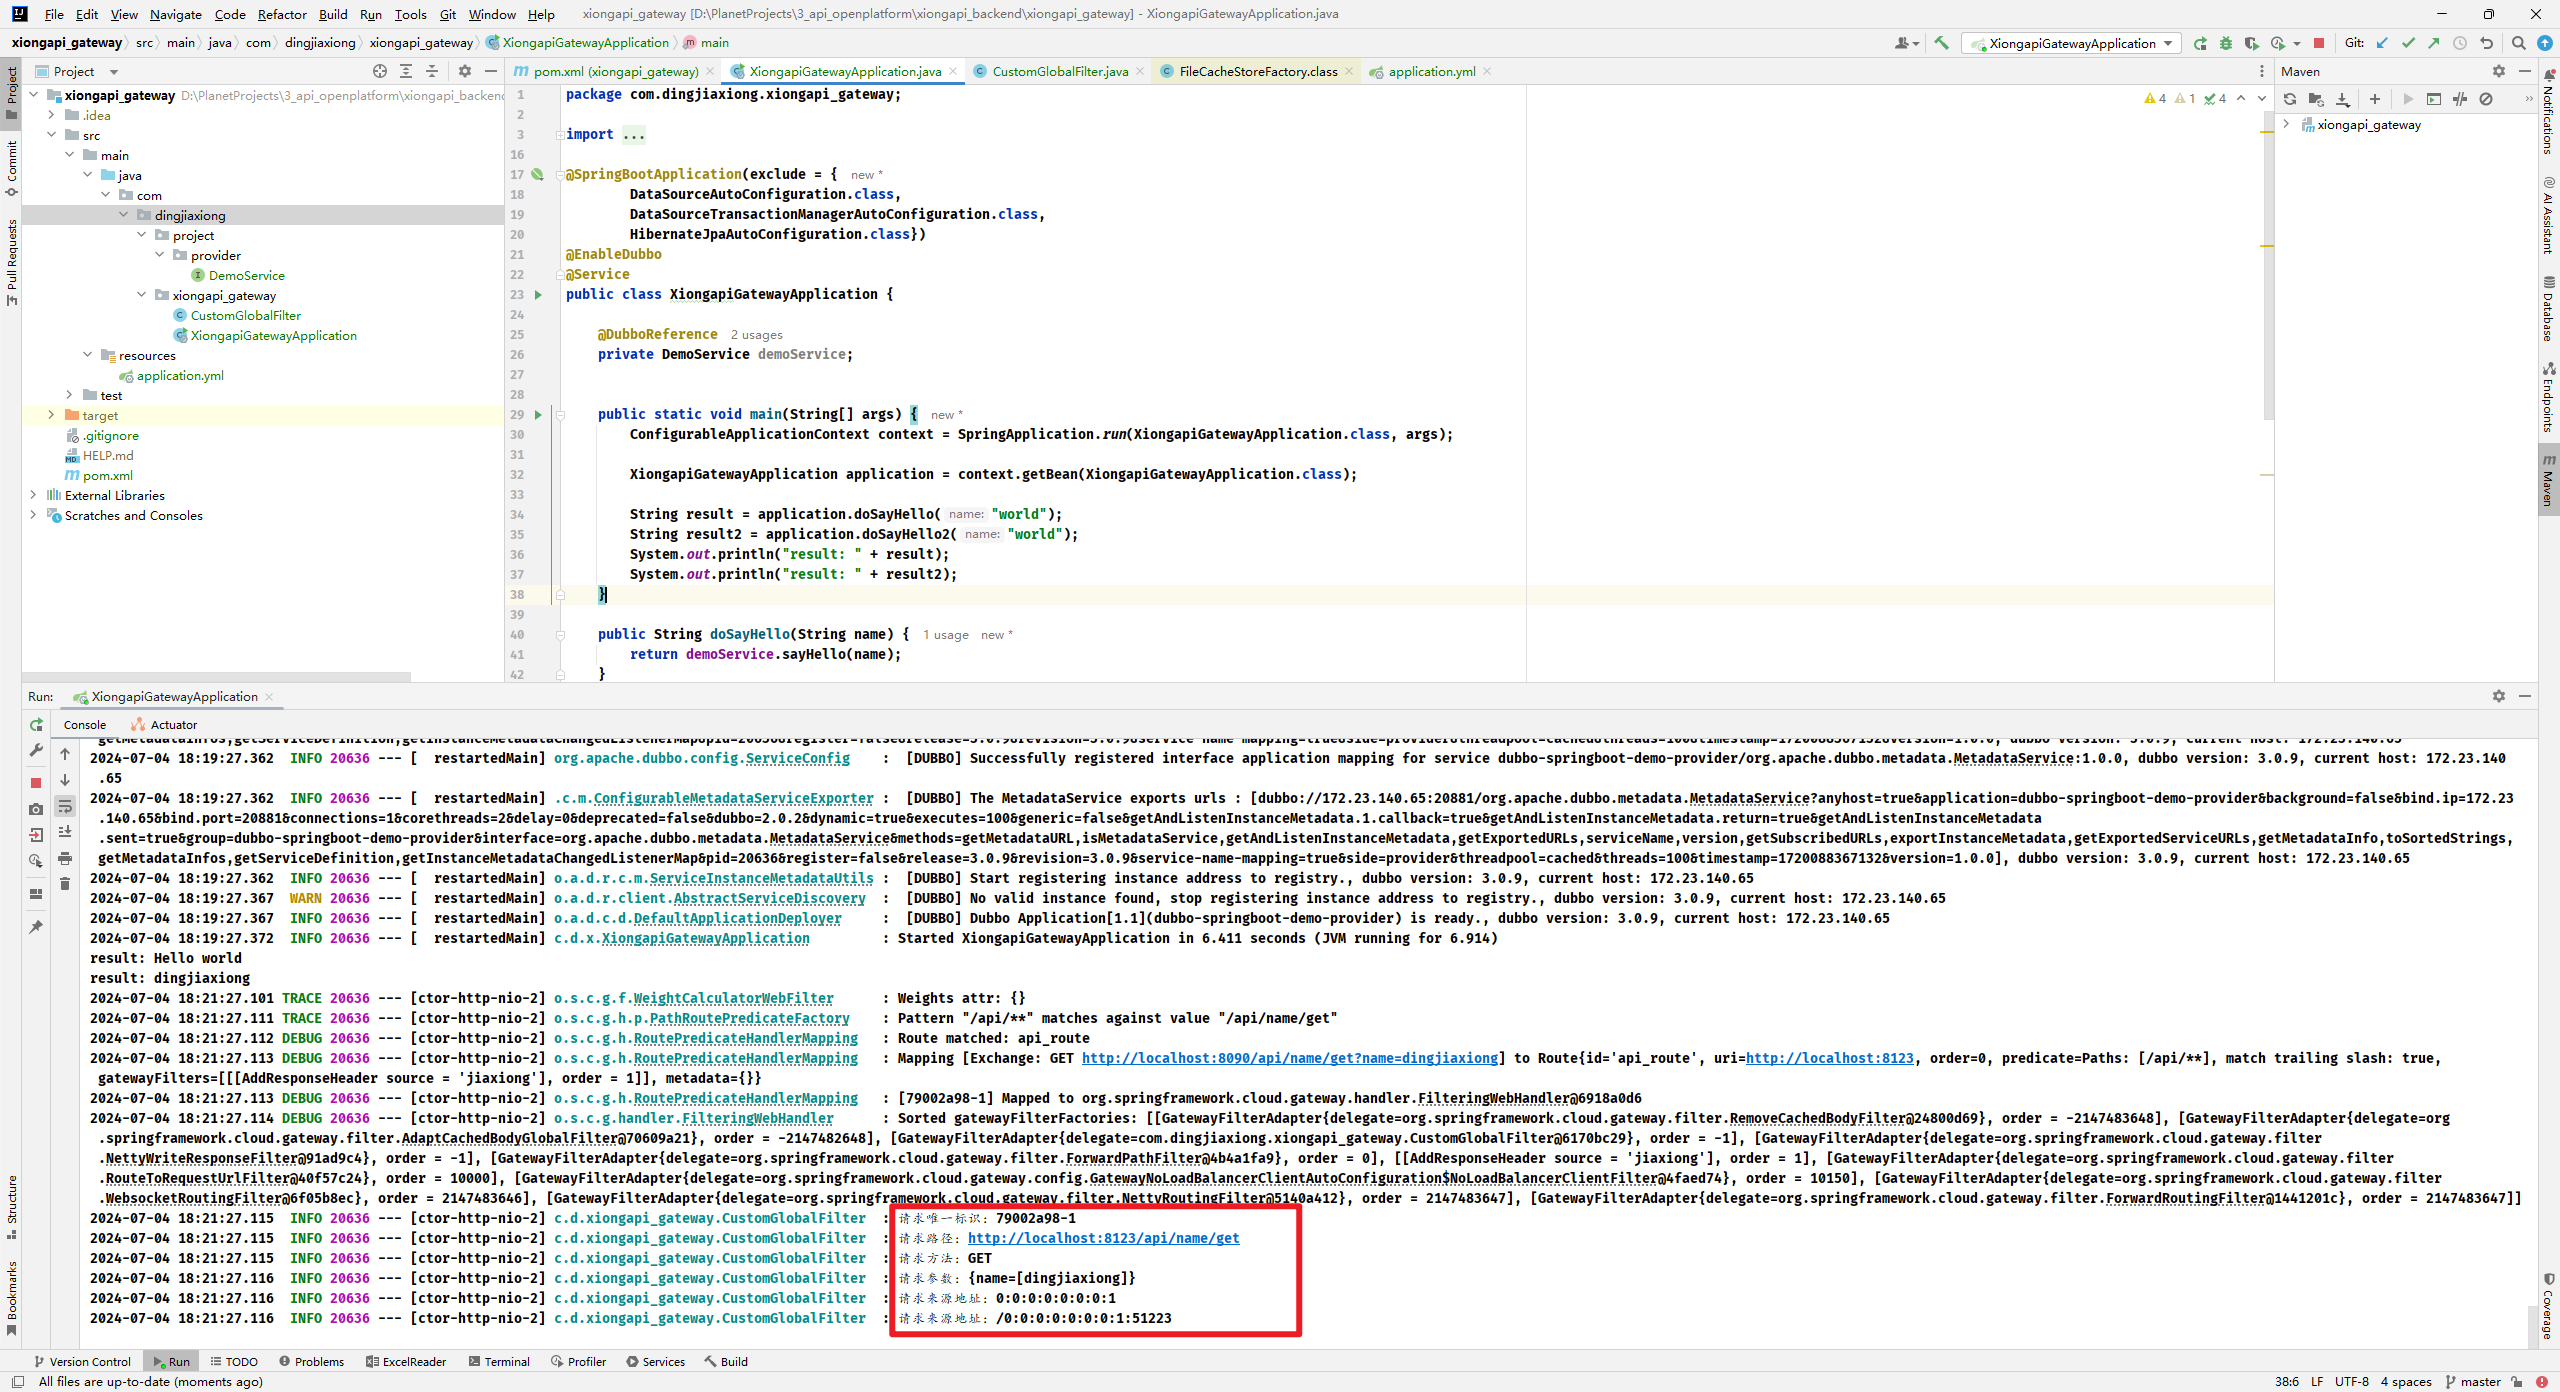 File Edit View Navigate Code Refactor Build Run Tools Git Window Help xiongapi_gateway [D:\PlanetProjects\3_api_openplatform\xiongapi_backend\xiongapi_gateway] - XiongapiGatewayApplication.java
xiongapi_gateway src main java com dingjiaxiong xiongapi_gateway XiongapiGatewayApplication main
XiongapiGatewayApplication Git:
Project
pom.xml (xiongapi_gateway) XiongapiGatewayApplication.java CustomGlobalFilter.java FileCacheStoreFactory.class application.yml
Maven
xiongapi_gateway D:\PlanetProjects\3_api_openplatform\xiongapi_backend
.idea
src
main
java
com
dingjiaxiong
project
provider
DemoService
xiongapi_gateway
CustomGlobalFilter
XiongapiGatewayApplication
resources
application.yml
test
target
.gitignore
HELP.md
pom.xml
External Libraries
Scratches and Consoles
Project
Commit
Pull Requests
Structure
Bookmarks
4 1 4
1 package com.dingjiaxiong.xiongapi_gateway;
2
3 import ...
16
17 @SpringBootApplication(exclude = { new *
18 DataSourceAutoConfiguration.class,
19 DataSourceTransactionManagerAutoConfiguration.class,
20 HibernateJpaAutoConfiguration.class})
21 @EnableDubbo
22 @Service
23 public class XiongapiGatewayApplication {
24
25 @DubboReference 2 usages
26 private DemoService demoService;
27
28
29 public static void main(String[] args) { new *
30 ConfigurableApplicationContext context = SpringApplication.run(XiongapiGatewayApplication.class, args);
31
32 XiongapiGatewayApplication application = context.getBean(XiongapiGatewayApplication.class);
33
34 String result = application.doSayHello( name: "world");
35 String result2 = application.doSayHello2( name: "world");
36 System.out.println("result: " + result);
37 System.out.println("result: " + result2);
38 }
39
40 public String doSayHello(String name) { 1 usage new *
41 return demoService.sayHello(name);
42 }
xiongapi_gateway
Notifications
AI Assistant
Database
Endpoints
Maven
Coverage
Run: XiongapiGatewayApplication
Console Actuator
2024-07-04 18:19:27.362 INFO 20636 --- [ restartedMain] org.apache.dubbo.config.ServiceConfig : [DUBBO] Successfully registered interface application mapping for service dubbo-springboot-demo-provider/org.apache.dubbo.metadata.MetadataService:1.0.0, dubbo version: 3.0.9, current host: 172.23.140
.65
2024-07-04 18:19:27.362 INFO 20636 --- [ restartedMain] .c.m.ConfigurableMetadataServiceExporter : [DUBBO] The MetadataService exports urls : [dubbo://172.23.140.65:20881/org.apache.dubbo.metadata.MetadataService?anyhost=true&application=dubbo-springboot-demo-provider&background=false&bind.ip=172.23
.140.65&bind.port=20881&connections=1&corethreads=2&delay=0&deprecated=false&dubbo=2.0.2&dynamic=true&executes=100&generic=false&getAndListenInstanceMetadata.1.callback=true&getAndListenInstanceMetadata.return=true&getAndListenInstanceMetadata
.sent=true&group=dubbo-springboot-demo-provider&interface=org.apache.dubbo.metadata.MetadataService&methods=getMetadataURL,isMetadataService,getAndListenInstanceMetadata,getExportedURLs,serviceName,version,getSubscribedURLs,exportInstanceMetadata,getExportedServiceURLs,getMetadataInfo,toSortedStrings,
getMetadataInfos,getServiceDefinition,getInstanceMetadataChangedListenerMap&pid=20636&register=false&release=3.0.9&revision=3.0.9&service-name-mapping=true&side=provider&threadpool=cached&threads=100&timestamp=1720088367132&version=1.0.0], dubbo version: 3.0.9, current host: 172.23.140.65
2024-07-04 18:19:27.362 INFO 20636 --- [ restartedMain] o.a.d.r.c.m.ServiceInstanceMetadataUtils : [DUBBO] Start registering instance address to registry., dubbo version: 3.0.9, current host: 172.23.140.65
2024-07-04 18:19:27.367 WARN 20636 --- [ restartedMain] o.a.d.r.client.AbstractServiceDiscovery : [DUBBO] No valid instance found, stop registering instance address to registry., dubbo version: 3.0.9, current host: 172.23.140.65
2024-07-04 18:19:27.367 INFO 20636 --- [ restartedMain] o.a.d.c.d.DefaultApplicationDeployer : [DUBBO] Dubbo Application[1.1](dubbo-springboot-demo-provider) is ready., dubbo version: 3.0.9, current host: 172.23.140.65
2024-07-04 18:19:27.372 INFO 20636 --- [ restartedMain] c.d.x.XiongapiGatewayApplication : Started XiongapiGatewayApplication in 6.411 seconds (JVM running for 6.914)
result: Hello world
result: dingjiaxiong
2024-07-04 18:21:27.101 TRACE 20636 --- [ctor-http-nio-2] o.s.c.g.f.WeightCalculatorWebFilter : Weights attr: {}
2024-07-04 18:21:27.111 TRACE 20636 --- [ctor-http-nio-2] o.s.c.g.h.p.PathRoutePredicateFactory : Pattern "/api/**" matches against value "/api/name/get"
2024-07-04 18:21:27.112 DEBUG 20636 --- [ctor-http-nio-2] o.s.c.g.h.RoutePredicateHandlerMapping : Route matched: api_route
2024-07-04 18:21:27.113 DEBUG 20636 --- [ctor-http-nio-2] o.s.c.g.h.RoutePredicateHandlerMapping : Mapping [Exchange: GET http://localhost:8090/api/name/get?name=dingjiaxiong] to Route{id='api_route', uri=http://localhost:8123, order=0, predicate=Paths: [/api/**], match trailing slash: true,
gatewayFilters=[[[AddResponseHeader source = 'jiaxiong'], order = 1]], metadata={}}
2024-07-04 18:21:27.113 DEBUG 20636 --- [ctor-http-nio-2] o.s.c.g.h.RoutePredicateHandlerMapping : [79002a98-1] Mapped to org.springframework.cloud.gateway.handler.FilteringWebHandler@6918a0d6
2024-07-04 18:21:27.114 DEBUG 20636 --- [ctor-http-nio-2] o.s.c.g.handler.FilteringWebHandler : Sorted gatewayFilterFactories: [[GatewayFilterAdapter{delegate=org.springframework.cloud.gateway.filter.RemoveCachedBodyFilter@24800d69}, order = -2147483648], [GatewayFilterAdapter{delegate=org
.springframework.cloud.gateway.filter.AdaptCachedBodyGlobalFilter@70609a21}, order = -2147482648], [GatewayFilterAdapter{delegate=com.dingjiaxiong.xiongapi_gateway.CustomGlobalFilter@6170bc29}, order = -1], [GatewayFilterAdapter{delegate=org.springframework.cloud.gateway.filter
.NettyWriteResponseFilter@91ad9c4}, order = -1], [GatewayFilterAdapter{delegate=org.springframework.cloud.gateway.filter.ForwardPathFilter@4b4a1fa9}, order = 0], [[AddResponseHeader source = 'jiaxiong'], order = 1], [GatewayFilterAdapter{delegate=org.springframework.cloud.gateway.filter
.RouteToRequestUrlFilter@40f57c24}, order = 10000], [GatewayFilterAdapter{delegate=org.springframework.cloud.gateway.config.GatewayNoLoadBalancerClientAutoConfiguration$NoLoadBalancerClientFilter@4faed74}, order = 10150], [GatewayFilterAdapter{delegate=org.springframework.cloud.gateway.filter
.WebsocketRoutingFilter@6f05b8ec}, order = 2147483646], [GatewayFilterAdapter{delegate=org.springframework.cloud.gateway.filter.NettyRoutingFilter@5140a412}, order = 2147483647], [GatewayFilterAdapter{delegate=org.springframework.cloud.gateway.filter.ForwardRoutingFilter@1441201c}, order = 2147483647]]
2024-07-04 18:21:27.115 INFO 20636 --- [ctor-http-nio-2] c.d.xiongapi_gateway.CustomGlobalFilter : 请求唯一标识：79002a98-1
2024-07-04 18:21:27.115 INFO 20636 --- [ctor-http-nio-2] c.d.xiongapi_gateway.CustomGlobalFilter : 请求路径：http://localhost:8123/api/name/get
2024-07-04 18:21:27.115 INFO 20636 --- [ctor-http-nio-2] c.d.xiongapi_gateway.CustomGlobalFilter : 请求方法：GET
2024-07-04 18:21:27.116 INFO 20636 --- [ctor-http-nio-2] c.d.xiongapi_gateway.CustomGlobalFilter : 请求参数：{name=[dingjiaxiong]}
2024-07-04 18:21:27.116 INFO 20636 --- [ctor-http-nio-2] c.d.xiongapi_gateway.CustomGlobalFilter : 请求来源地址：0:0:0:0:0:0:0:1
2024-07-04 18:21:27.116 INFO 20636 --- [ctor-http-nio-2] c.d.xiongapi_gateway.CustomGlobalFilter : 请求来源地址：/0:0:0:0:0:0:0:1:51223
Version Control Run TODO Problems ExcelReader Terminal Profiler Services Build
All files are up-to-date (moments ago) 38:6 LF UTF-8 4 spaces master